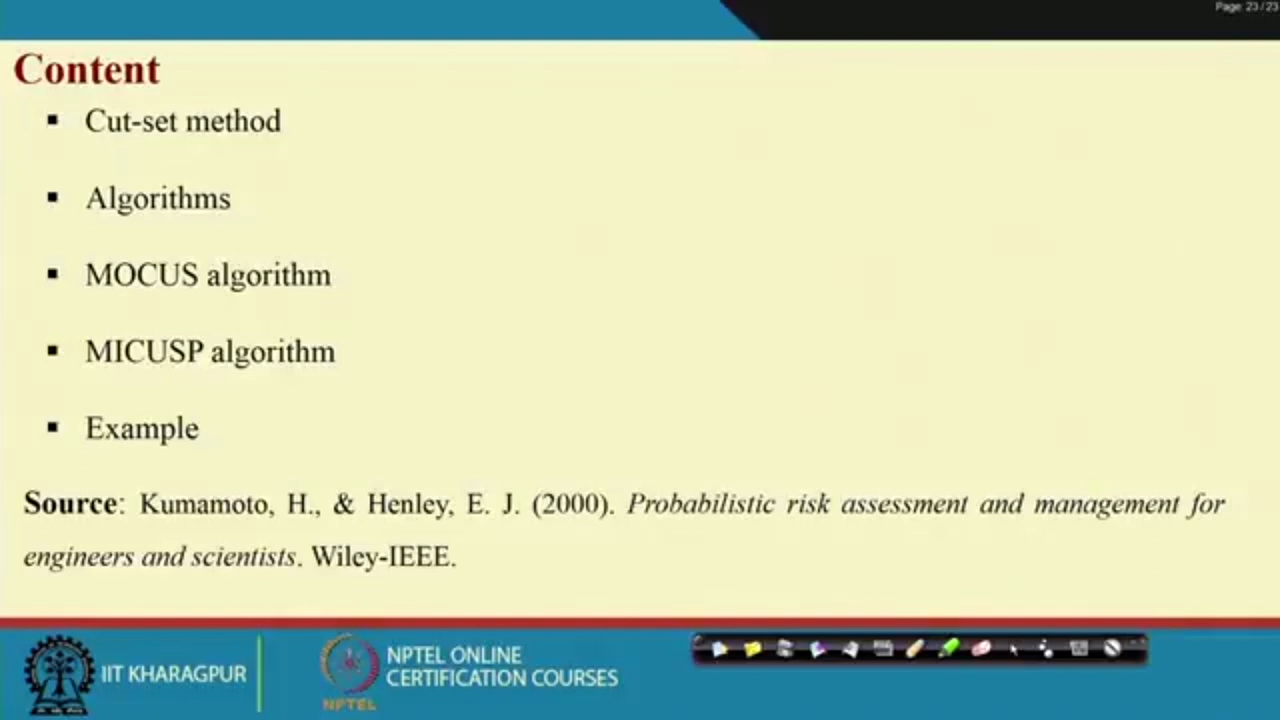 Page: 23/23
Content
▪ Cut-set method
▪ Algorithms
▪ MOCUS algorithm
▪ MICUSP algorithm
▪ Example
Source: Kumamoto, H., & Henley, E. J. (2000). Probabilistic risk assessment and management for
engineers and scientists. Wiley-IEEE.
IIT KHARAGPUR
NPTEL
NPTEL ONLINE
CERTIFICATION COURSES